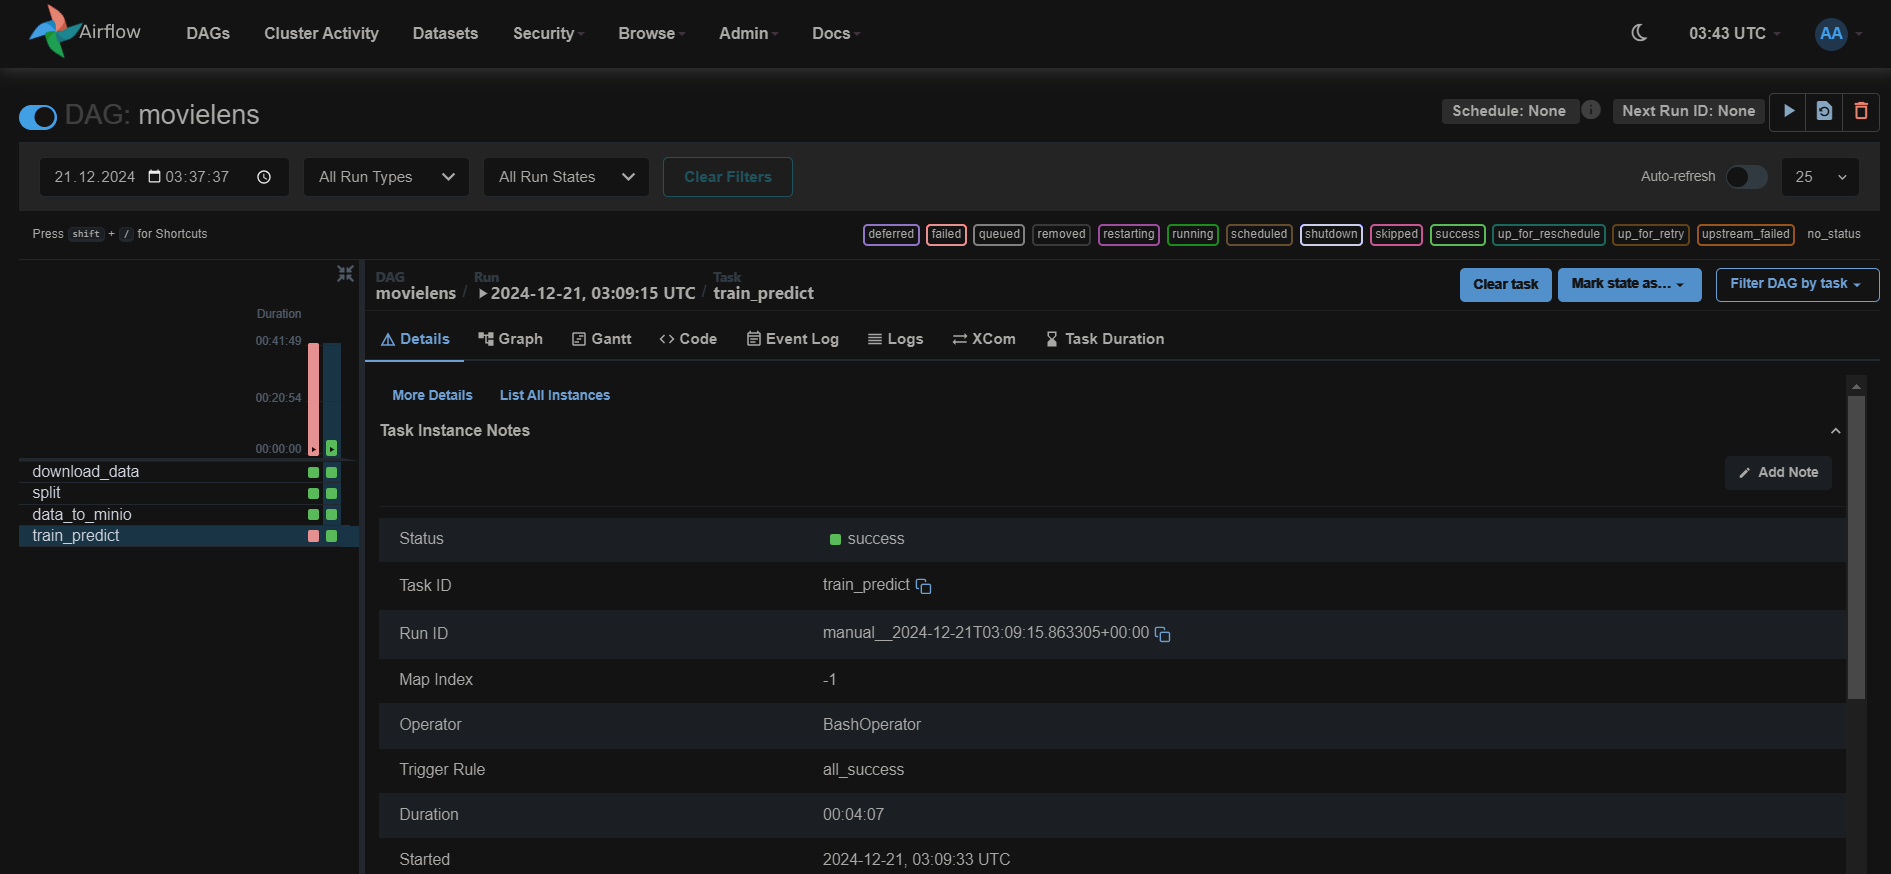 Airflow DAGs Cluster Activity Datasets Security Browse Admin Docs 03:43 UTC AA
DAG: movielens Schedule: None Next Run ID: None
21.12.2024 03:37:37 All Run Types All Run States Clear Filters Auto-refresh 25
Press shift + / for Shortcuts deferred failed queued removed restarting running scheduled shutdown skipped success up_for_reschedule up_for_retry upstream_failed no_status
DAG Run Task
movielens / 2024-12-21, 03:09:15 UTC / train_predict Clear task Mark state as... Filter DAG by task
Duration
00:41:49
00:20:54
00:00:00
download_data
split
data_to_minio
train_predict
Details Graph Gantt Code Event Log Logs XCom Task Duration
More Details List All Instances
Task Instance Notes
Add Note
Status success
Task ID train_predict
Run ID manual__2024-12-21T03:09:15.863305+00:00
Map Index -1
Operator BashOperator
Trigger Rule all_success
Duration 00:04:07
Started 2024-12-21, 03:09:33 UTC